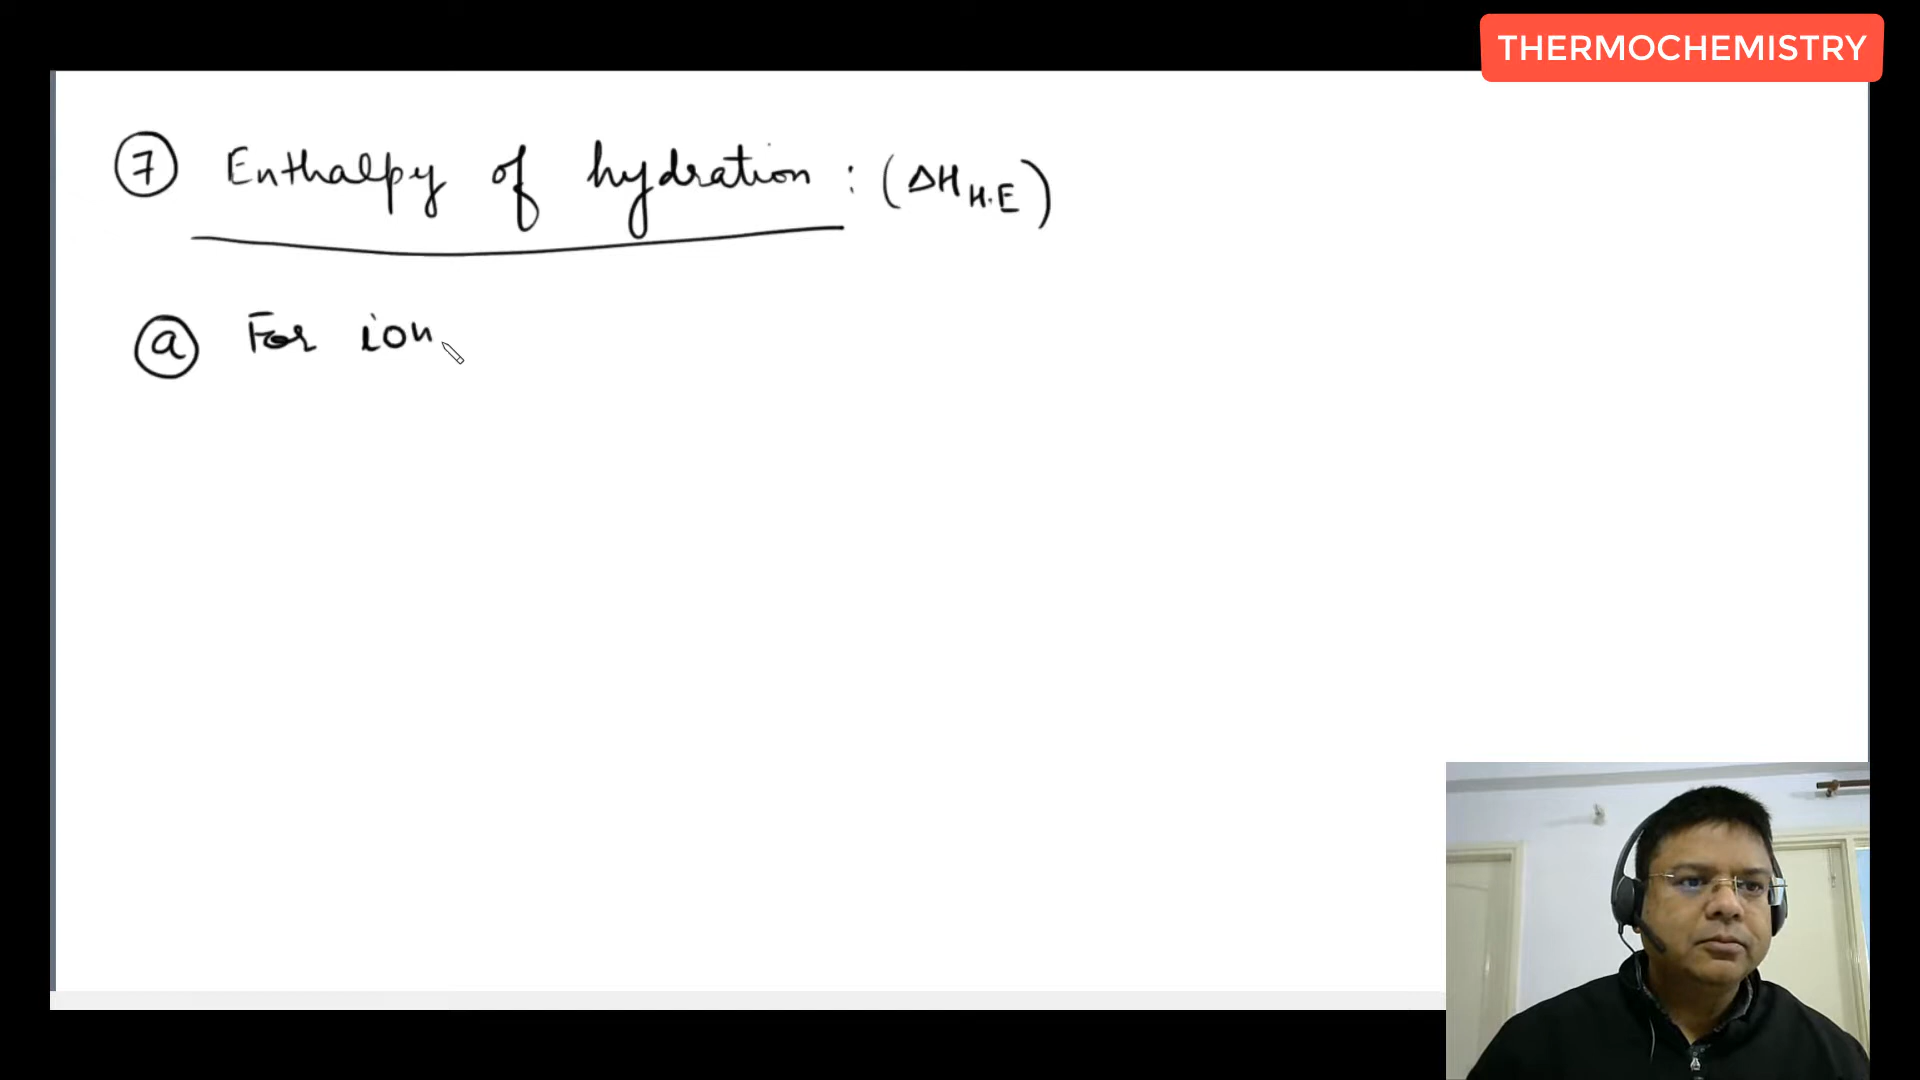 THERMOCHEMISTRY
7 Enthalpy of hydration : (ΔH H.E)
a For ion